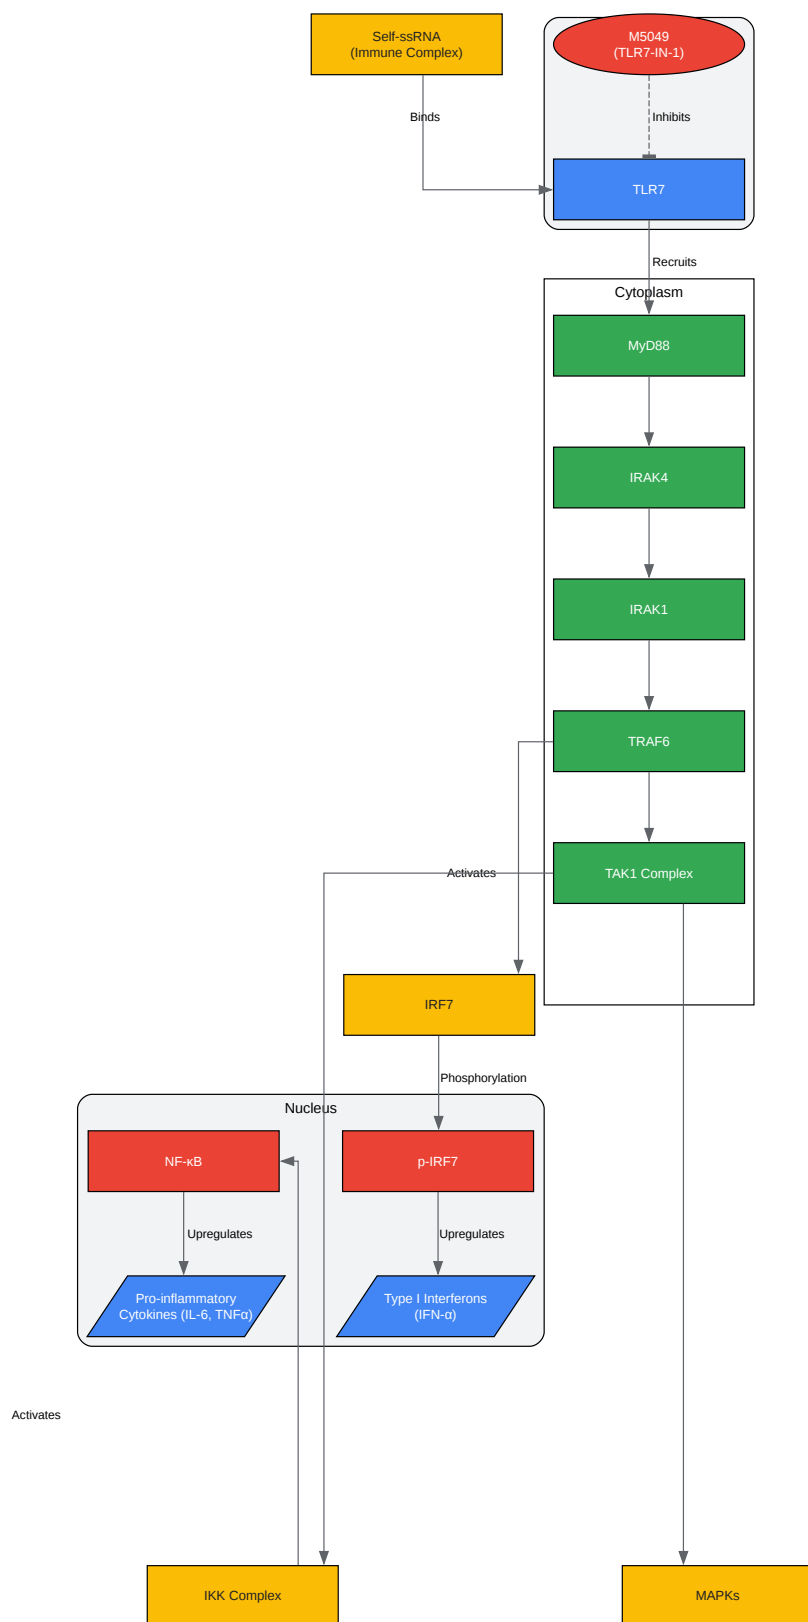 Self-ssRNA
(Immune Complex)
M5049
(TLR7-IN-1)
Binds
Inhibits
TLR7
Recruits
Cytoplasm
MyD88
IRAK4
IRAK1
TRAF6
Activates
TAK1 Complex
IRF7
Phosphorylation
Nucleus
NF-κB
p-IRF7
Upregulates
Upregulates
Pro-inflammatory
Cytokines (IL-6, TNFα)
Type I Interferons
(IFN-α)
Activates
IKK Complex
MAPKs